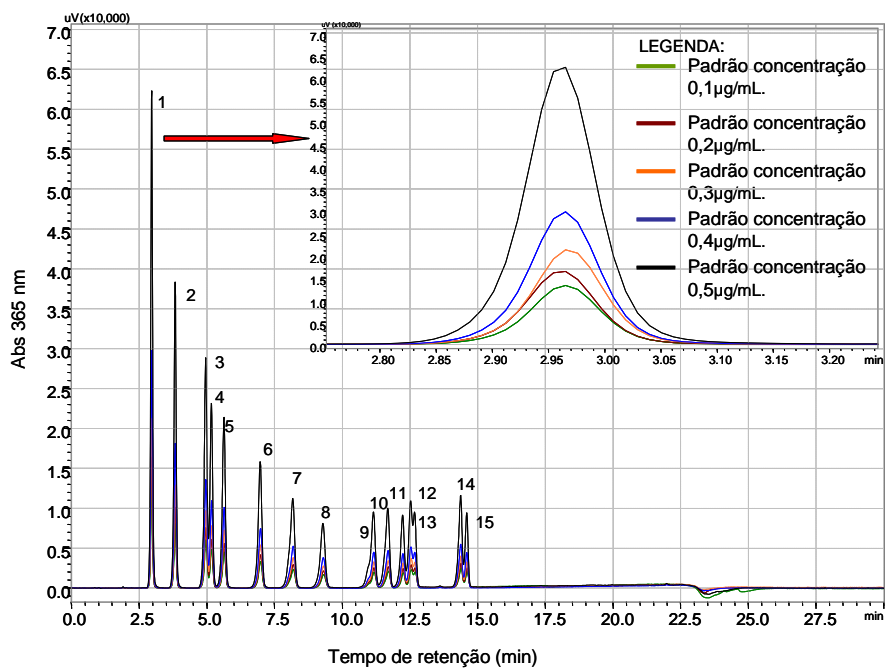 uV(x10,000)
7.0
6.5
6.0
5.5
5.0
4.5
4.0
3.5
3.0
2.5
2.0
1.5
1.0
0.5
0.0
Abs 365 nm
0.0 2.5 5.0 7.5 10.0 12.5 15.0 17.5 20.0 22.5 25.0 27.5 min
Tempo de retenção (min)
1
2
3
4
5
6
7
8
9
10
11
12
13
14
15
uV (x10,000)
7.0
6.5
6.0
5.5
5.0
4.5
4.0
3.5
3.0
2.5
2.0
1.5
1.0
0.5
0.0
2.80 2.85 2.90 2.95 3.00 3.05 3.10 3.15 3.20 min
LEGENDA:
Padrão concentração
0,1µg/mL.
Padrão concentração
0,2µg/mL.
Padrão concentração
0,3µg/mL.
Padrão concentração
0,4µg/mL.
Padrão concentração
0,5µg/mL.